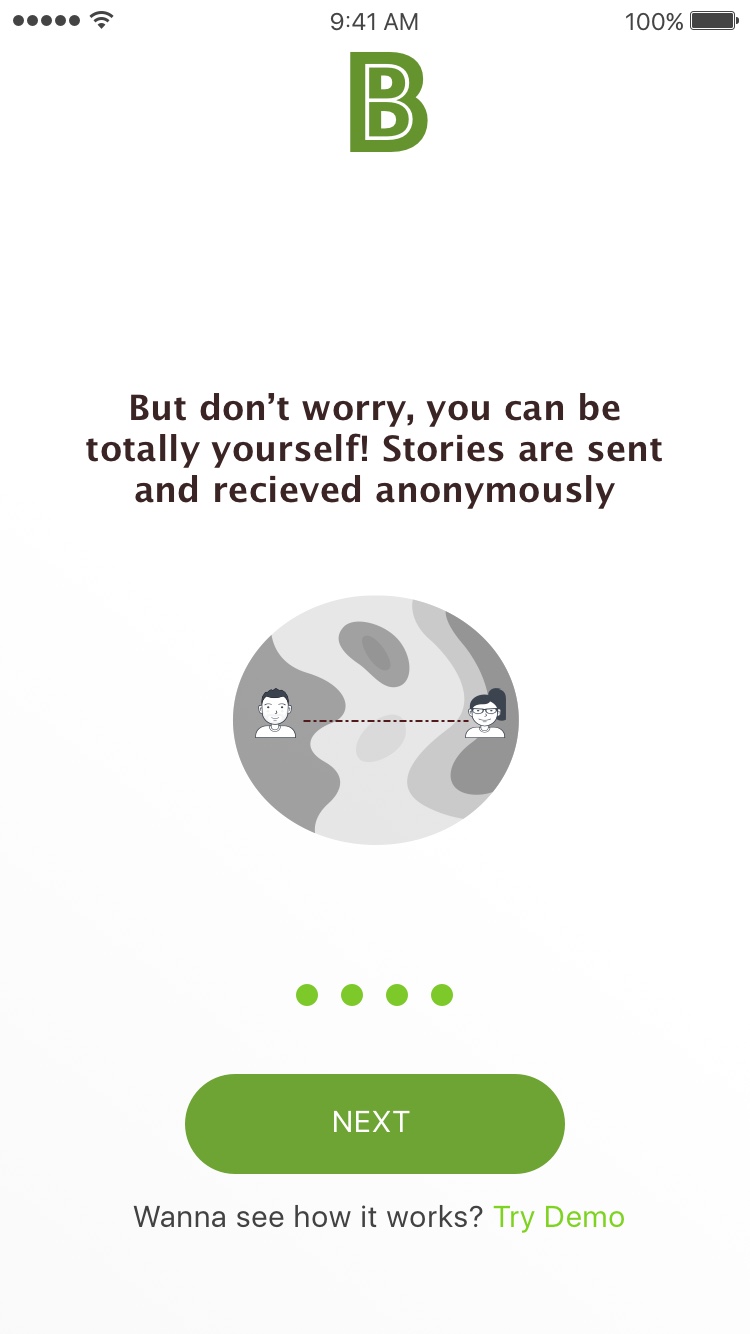 9:41 AM
100%
B
But don’t worry, you can be
totally yourself! Stories are sent
and recieved anonymously
NEXT
Wanna see how it works? Try Demo